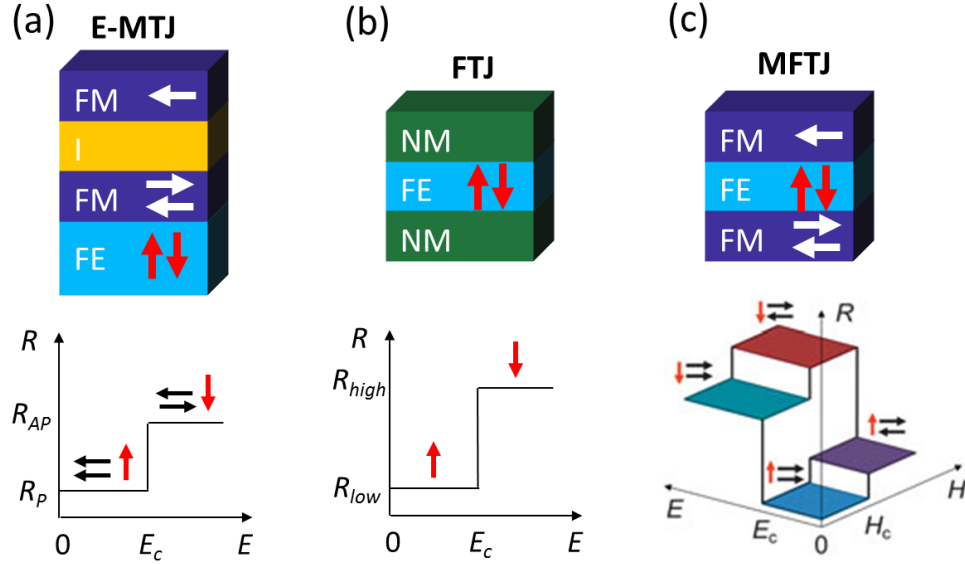 (a)
E-MTJ
FM
I
FM
FE
R
R_AP
R_P
0
E_c
E
(b)
FTJ
NM
FE
NM
R
R_high
R_low
0
E_c
E
(c)
MFTJ
FM
FE
FM
R
H
E
E_c
H_c
0